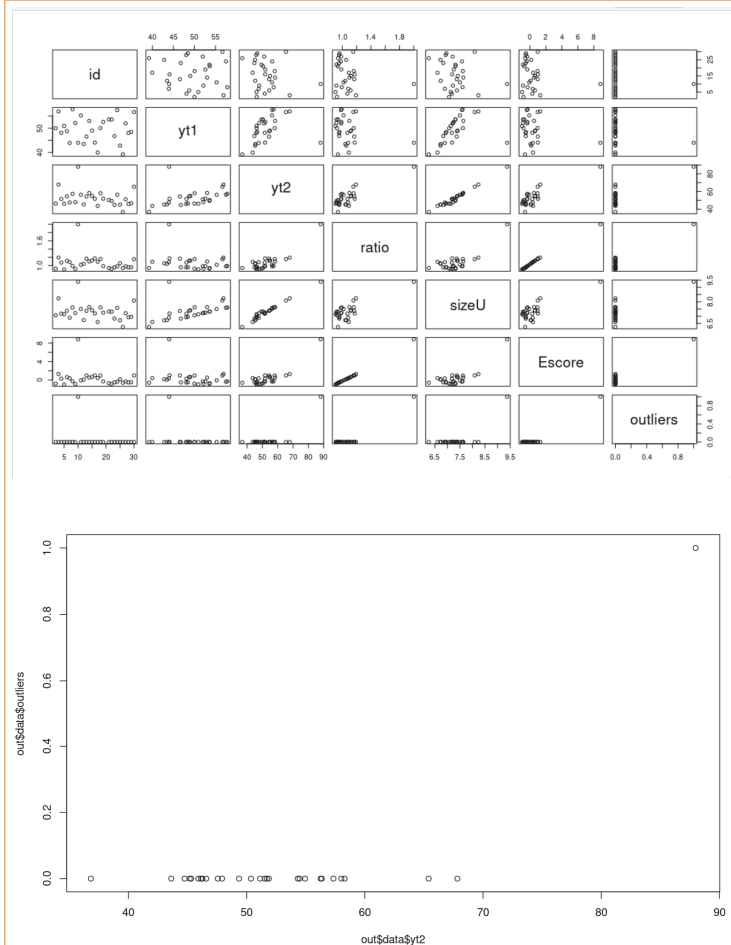 40 45 50 55
1.0 1.4 1.8
0 2 4 6 8
id
5 15 25
40 50
yt1
yt2
40 60 80
1.0 1.6
ratio
sizeU
6.5 8.0 9.5
0 4 8
Escore
outliers
0.0 0.4 0.8
5 10 15 20 25 30
40 50 60 70 80 90
6.5 7.5 8.5 9.5
0.0 0.4 0.8
out$data$outliers
0.0 0.2 0.4 0.6 0.8 1.0
40 50 60 70 80 90
out$data$yt2